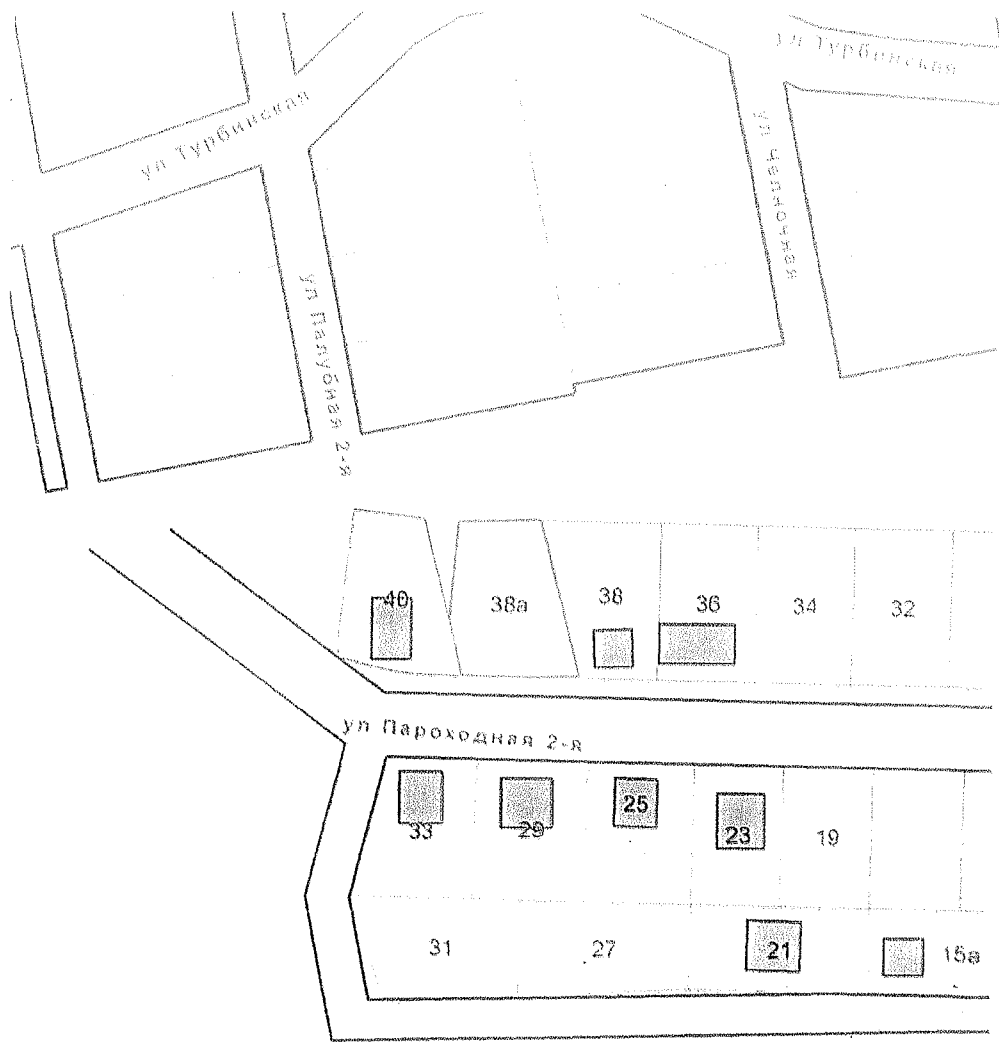 ул Турбинская
ул Турбинская
ул Челночная
ул Палубная 2-я
40
38а
38
36
34
32
ул Пароходная 2-я
33
29
25
23
19
31
27
21
15а